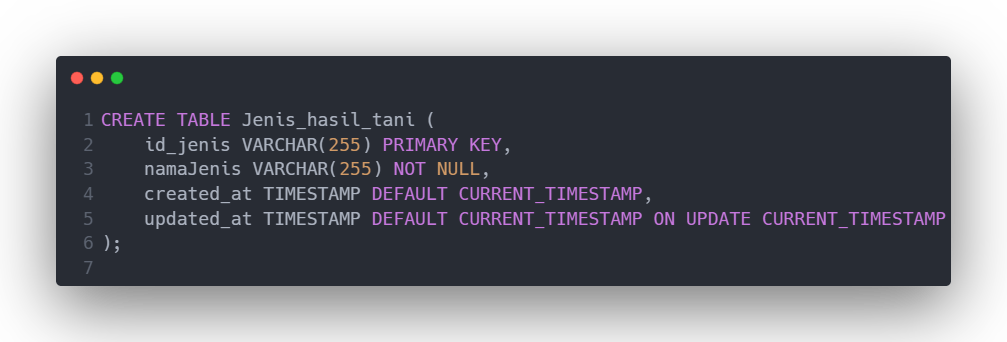 1 CREATE TABLE Jenis_hasil_tani (
2     id_jenis VARCHAR(255) PRIMARY KEY,
3     namaJenis VARCHAR(255) NOT NULL,
4     created_at TIMESTAMP DEFAULT CURRENT_TIMESTAMP,
5     updated_at TIMESTAMP DEFAULT CURRENT_TIMESTAMP ON UPDATE CURRENT_TIMESTAMP
6 );
7